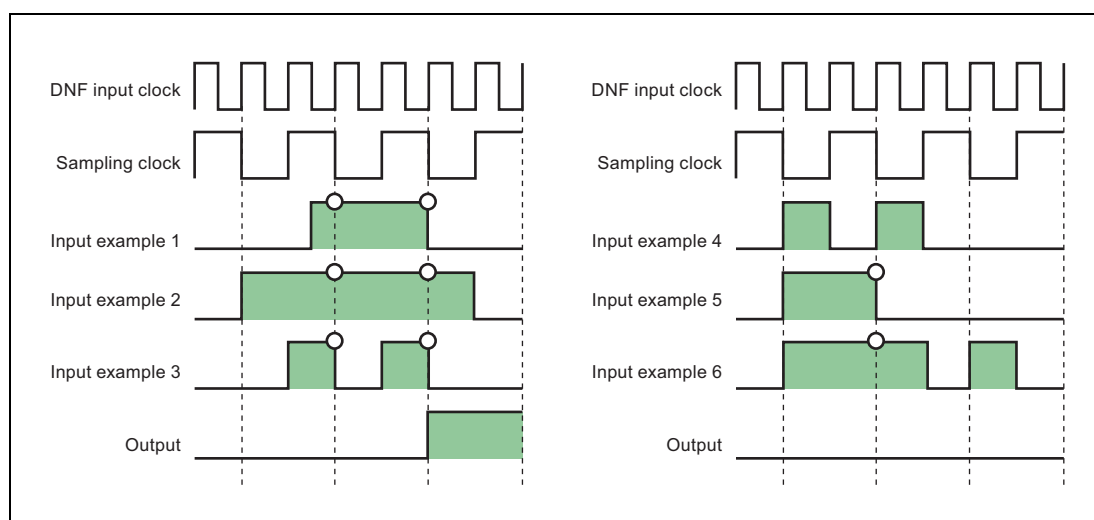 DNF input clock
Sampling clock
Input example 1
Input example 2
Input example 3
Output
DNF input clock
Sampling clock
Input example 4
Input example 5
Input example 6
Output